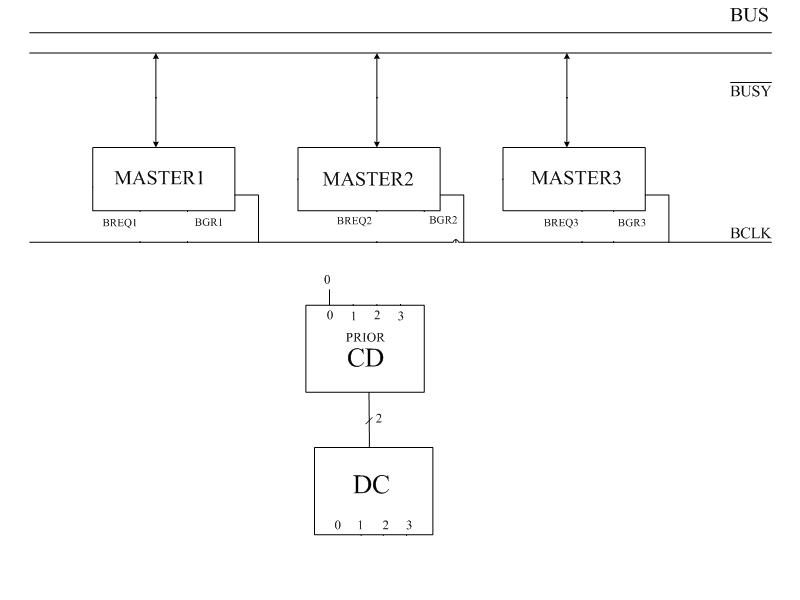 BUS
BUSY
MASTER1 MASTER2 MASTER3
BREQ1 BGR1 BREQ2 BGR2 BREQ3 BGR3
BCLK
0
0 1 2 3
PRIOR
CD
2
DC
0 1 2 3